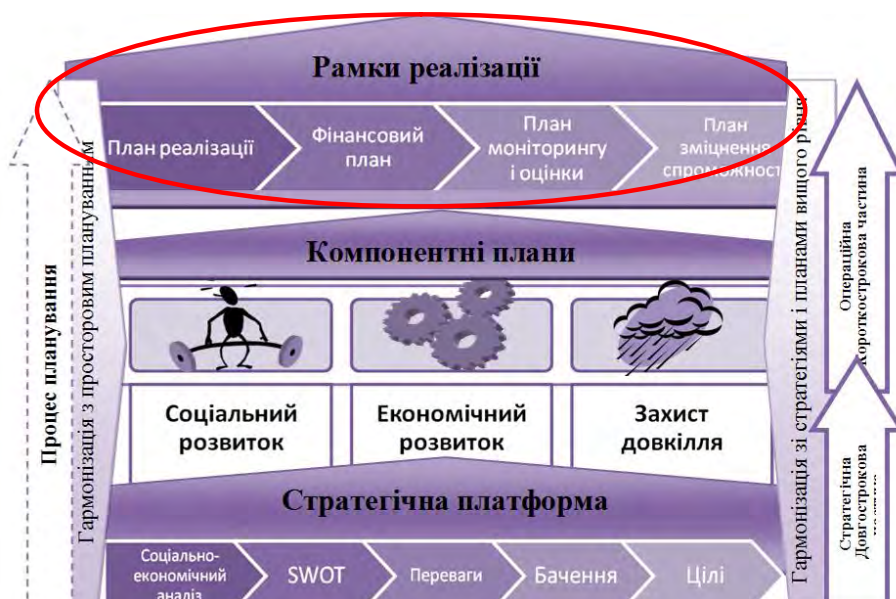 Рамки реалізації
План реалізації
Фінансовий
план
План
моніторингу
і оцінки
План
зміцнення
спроможност
Компонентні плани
Соціальний
розвиток
Економічний
розвиток
Захист
довкілля
Стратегічна платформа
Соціально-
економічний
аналіз
SWOT
Переваги
Бачення
Цілі
Процес планування
Гармонізація з просторовим плануванням
Гармонізація зі стратегіями і планами вищого рівня
Операційна
Короткострокова частина
Стратегічна
Довгострокова